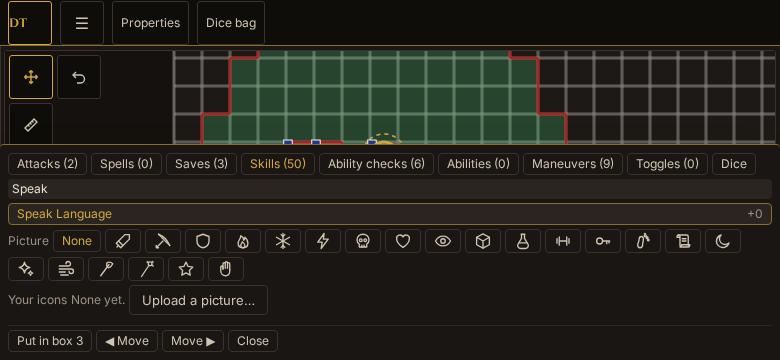 DT ☰ Properties Dice bag
Attacks (2) Spells (0) Saves (3) Skills (50) Ability checks (6) Abilities (0) Maneuvers (9) Toggles (0) Dice
Speak
Speak Language +0
Picture None
Your icons None yet. Upload a picture...
Put in box 3 ◀ Move Move ▶ Close